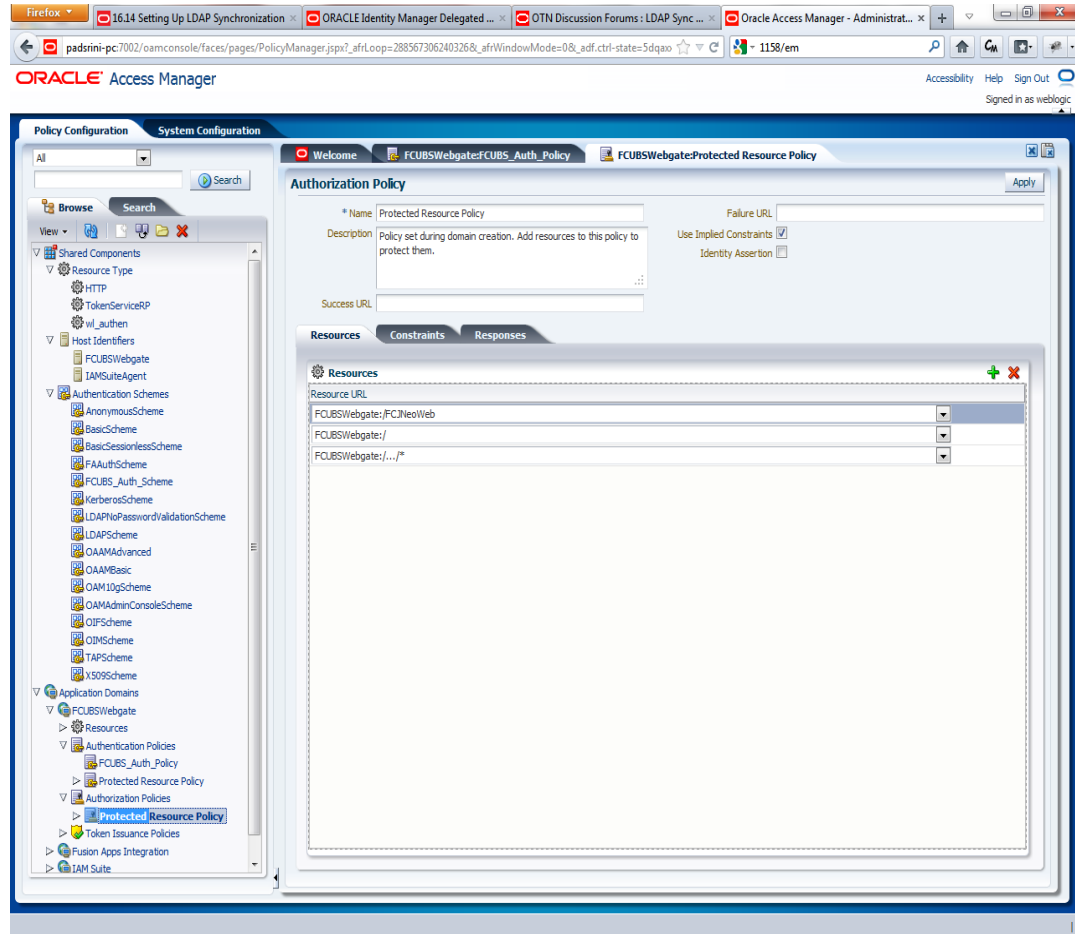 Firefox
16.14 Setting Up LDAP Synchronization
ORACLE Identity Manager Delegated ...
OTN Discussion Forums : LDAP Sync ...
Oracle Access Manager - Administrat...
padsrini-pc:7002/oamconsole/faces/pages/PolicyManager.jspx?_afrLoop=288567306240326&_afrWindowMode=0&_adf.ctrl-state=5dqaxo
1158/em
ORACLE Access Manager
Accessibility Help Sign Out
Signed in as weblogic
Policy Configuration System Configuration
All
Search
Browse Search
View
Shared Components
Resource Type
HTTP
TokenServiceRP
wl_authen
Host Identifiers
FCUBSWebgate
IAMSuiteAgent
Authentication Schemes
AnonymousScheme
BasicScheme
BasicSessionlessScheme
FAAuthScheme
FCUBS_Auth_Scheme
KerberosScheme
LDAPNoPasswordValidationScheme
LDAPScheme
OAAMAdvanced
OAAMBasic
OAM10gScheme
OAMAdminConsoleScheme
OIFScheme
OIMScheme
TAPScheme
X509Scheme
Application Domains
FCUBSWebgate
Resources
Authentication Policies
FCUBS_Auth_Policy
Protected Resource Policy
Authorization Policies
Protected Resource Policy
Token Issuance Policies
Fusion Apps Integration
IAM Suite
Welcome FCUBSWebgate:FCUBS_Auth_Policy FCUBSWebgate:Protected Resource Policy
Authorization Policy
Apply
* Name Protected Resource Policy
Description Policy set during domain creation. Add resources to this policy to
protect them.
Success URL
Failure URL
Use Implied Constraints
Identity Assertion
Resources Constraints Responses
Resources
Resource URL
FCUBSWebgate:/FCJNeoWeb
FCUBSWebgate:/
FCUBSWebgate:/.../*